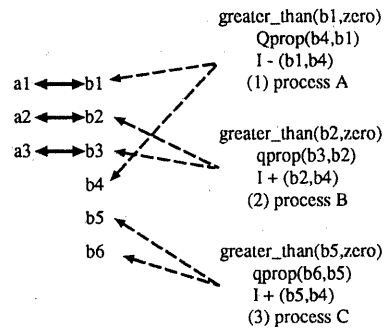 greater_than(b1,zero)
Qprop(b4,b1)
I - (b1,b4)
(1) process A
a1 b1
a2 b2
a3 b3
b4
b5
b6
greater_than(b2,zero)
qprop(b3,b2)
I + (b2,b4)
(2) process B
greater_than(b5,zero)
qprop(b6,b5)
I + (b5,b4)
(3) process C